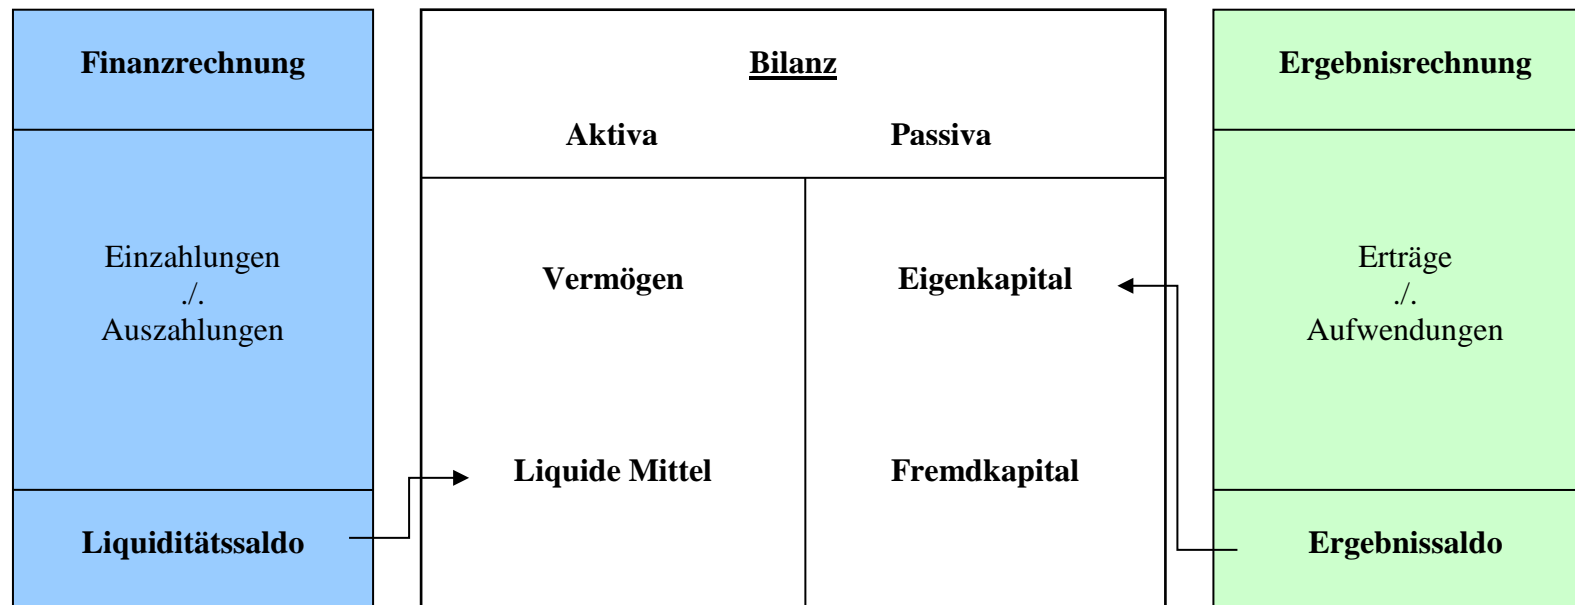 Finanzrechnung
Einzahlungen
./.
Auszahlungen
Liquiditätssaldo
Bilanz
Aktiva Passiva
Vermögen Eigenkapital
Liquide Mittel Fremdkapital
Ergebnisrechnung
Erträge
./.
Aufwendungen
Ergebnissaldo